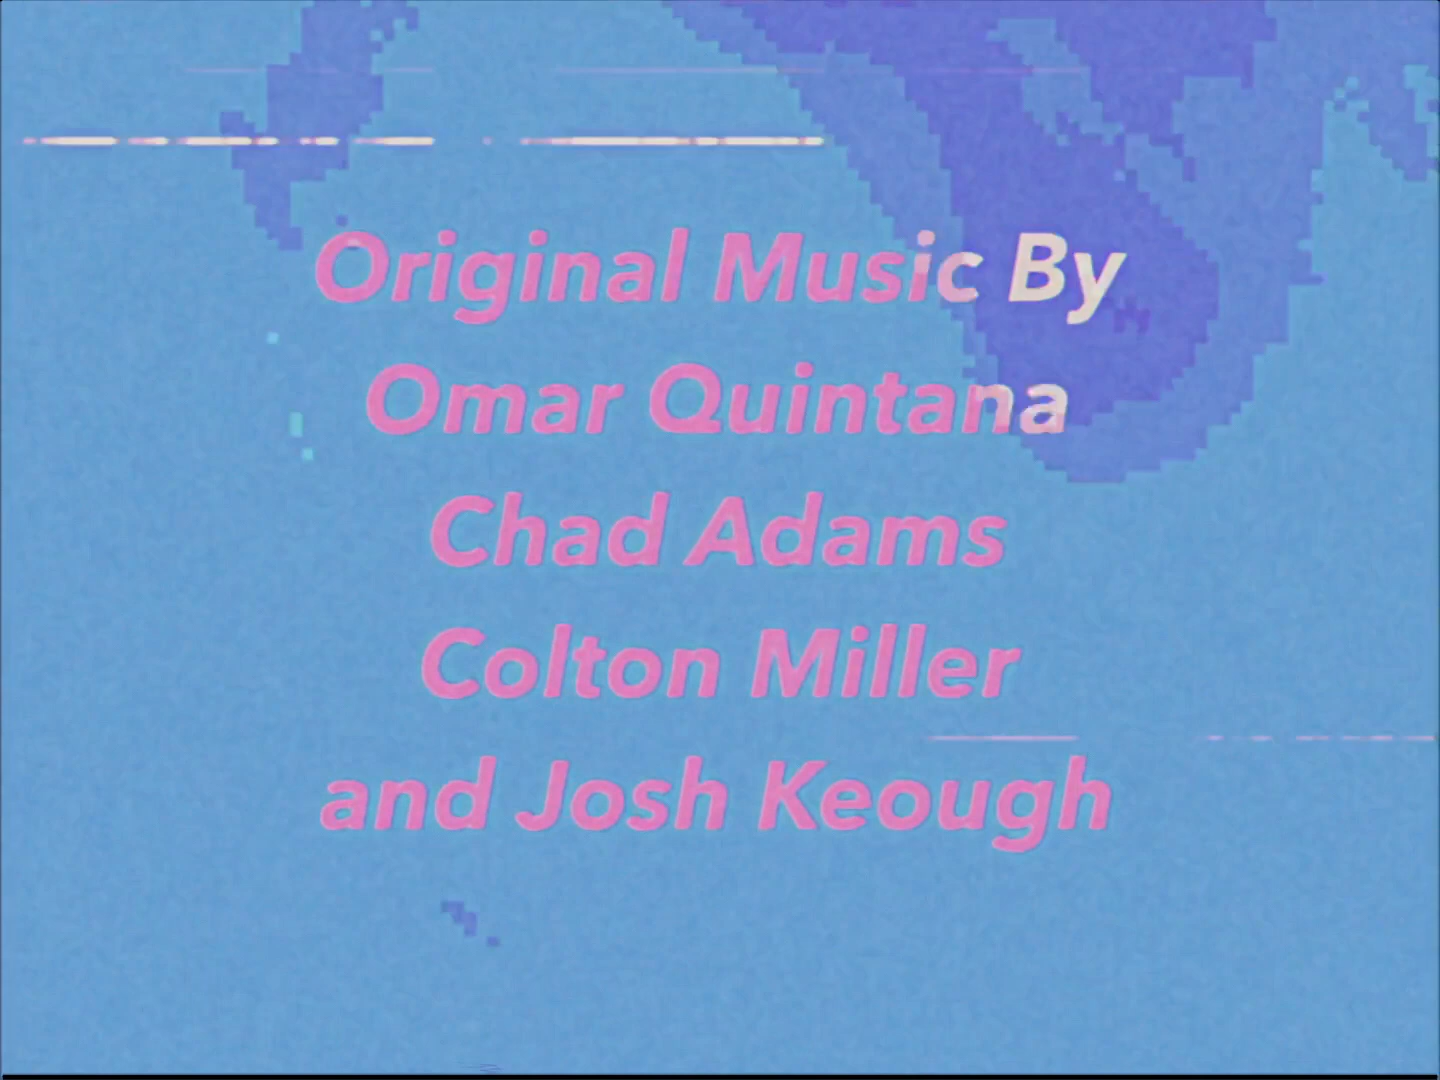 Original Music By
Omar Quintana
Chad Adams
Colton Miller
and Josh Keough